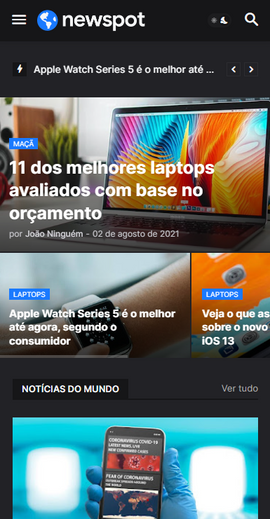 newspot
Apple Watch Series 5 é o melhor até ...
MAÇÃ
11 dos melhores laptops
avaliados com base no
orçamento
por João Ninguém - 02 de agosto de 2021
LAPTOPS
Apple Watch Series 5 é o melhor
até agora, segundo o
consumidor
LAPTOPS
Veja o que as
sobre o novo
iOS 13
NOTÍCIAS DO MUNDO
Ver tudo
CORONAVIRUS COVID-19
LATEST NEWS, LIVE
NEW CONFIRMED CASES
FEAR OF CORONAVIRUS